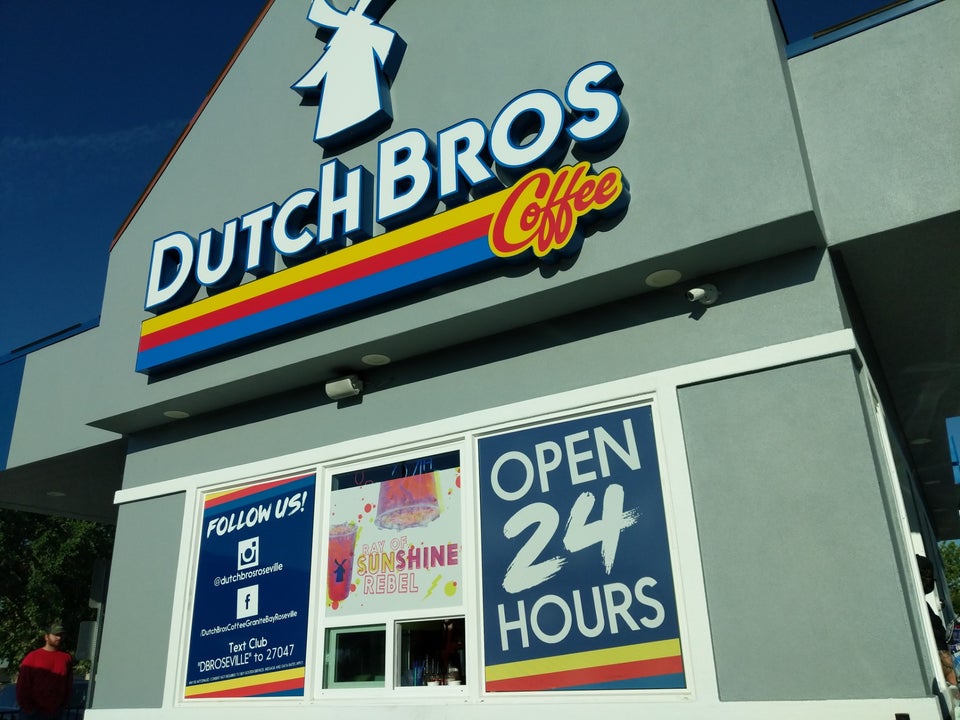 DUTCH BROS
Coffee
FOLLOW US!
@dutchbrosroseville
f
/DutchBrosCoffeeGraniteBayRoseville
Text Club
"DBROSEVILLE" to 27047
RAY OF
SUNSHINE
REBEL
OPEN
24
HOURS